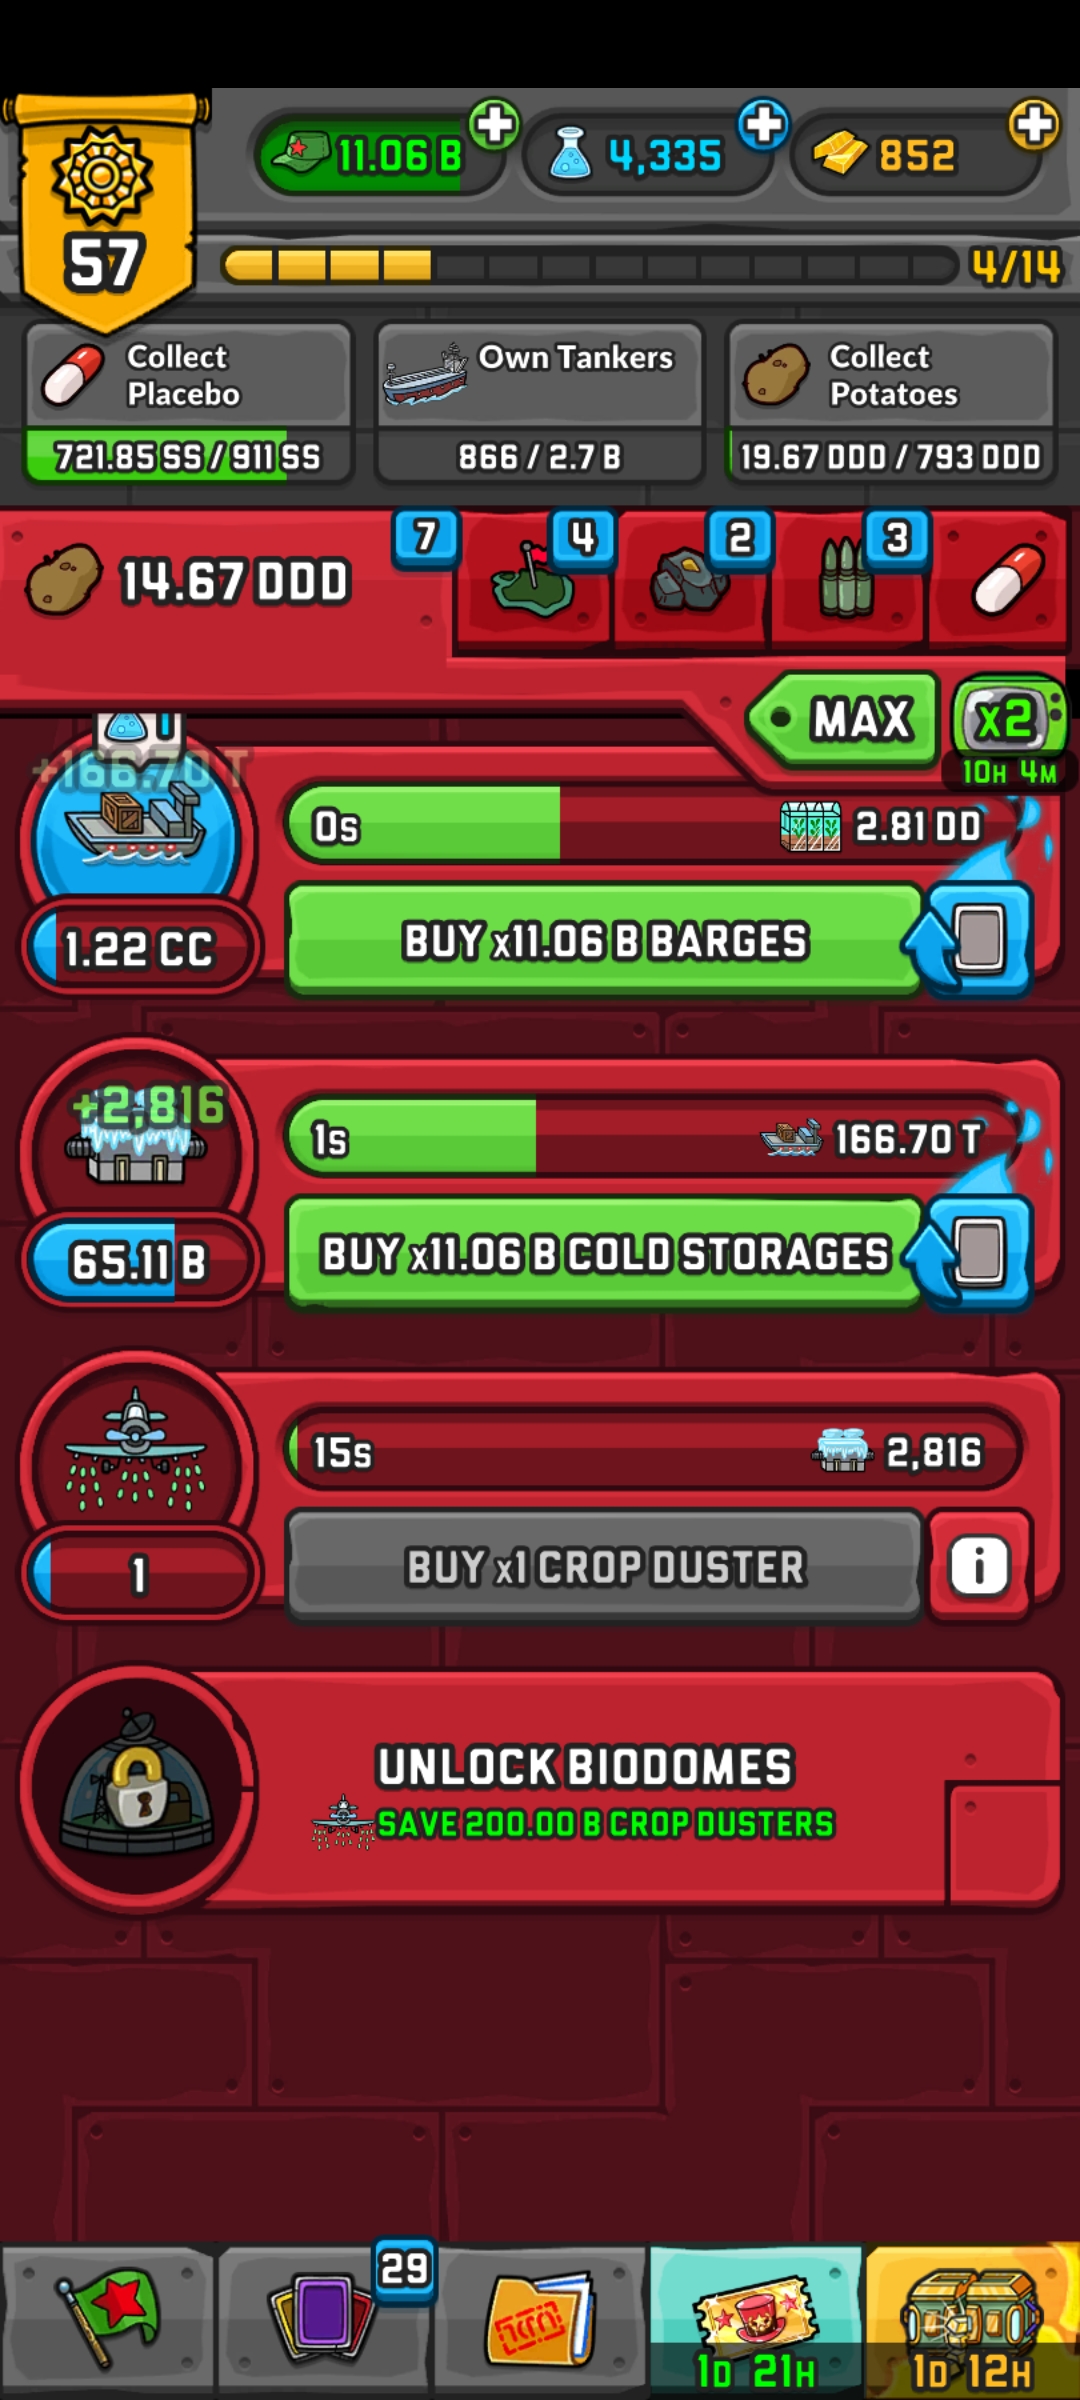 11.06 B
4,335
852
57
4/14
Collect
Placebo
721.85 SS / 911 SS
Own Tankers
866 / 2.7 B
Collect
Potatoes
19.67 DDD / 793 DDD
14.67 DDD
7
4
2
3
MAX
x2
10H 4M
1
+166.70 T
0s
2.81 DD
1.22 CC
BUY x11.06 B BARGES
+2,816
1s
166.70 T
65.11 B
BUY x11.06 B COLD STORAGES
15s
2,816
1
BUY x1 CROP DUSTER
i
UNLOCK BIODOMES
SAVE 200.00 B CROP DUSTERS
29
1D 21H
1D 12H